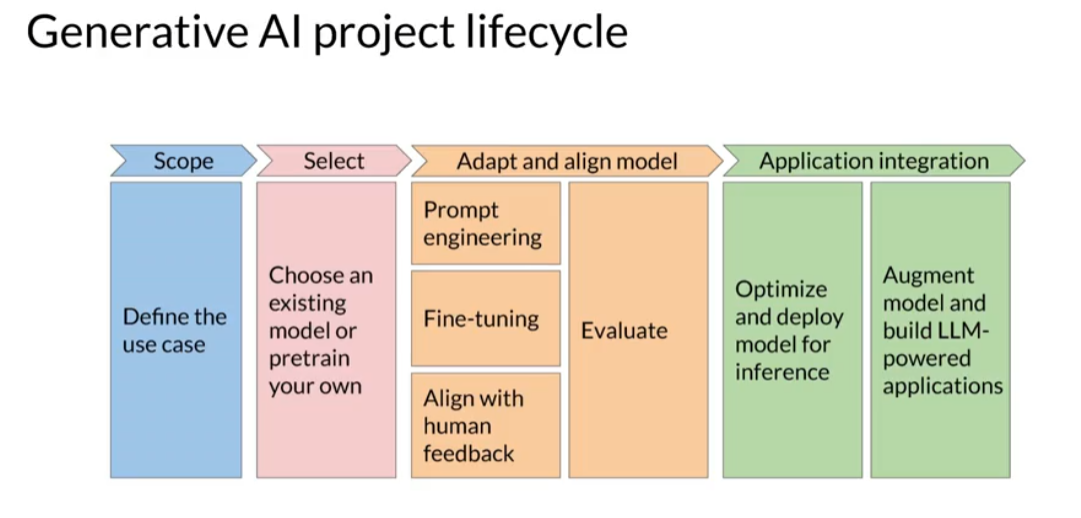 Generative AI project lifecycle
Scope
Select
Adapt and align model
Application integration
Define the
use case
Choose an
existing
model or
pretrain
your own
Prompt
engineering
Fine-tuning
Align with
human
feedback
Evaluate
Optimize
and deploy
model for
inference
Augment
model and
build LLM-
powered
applications